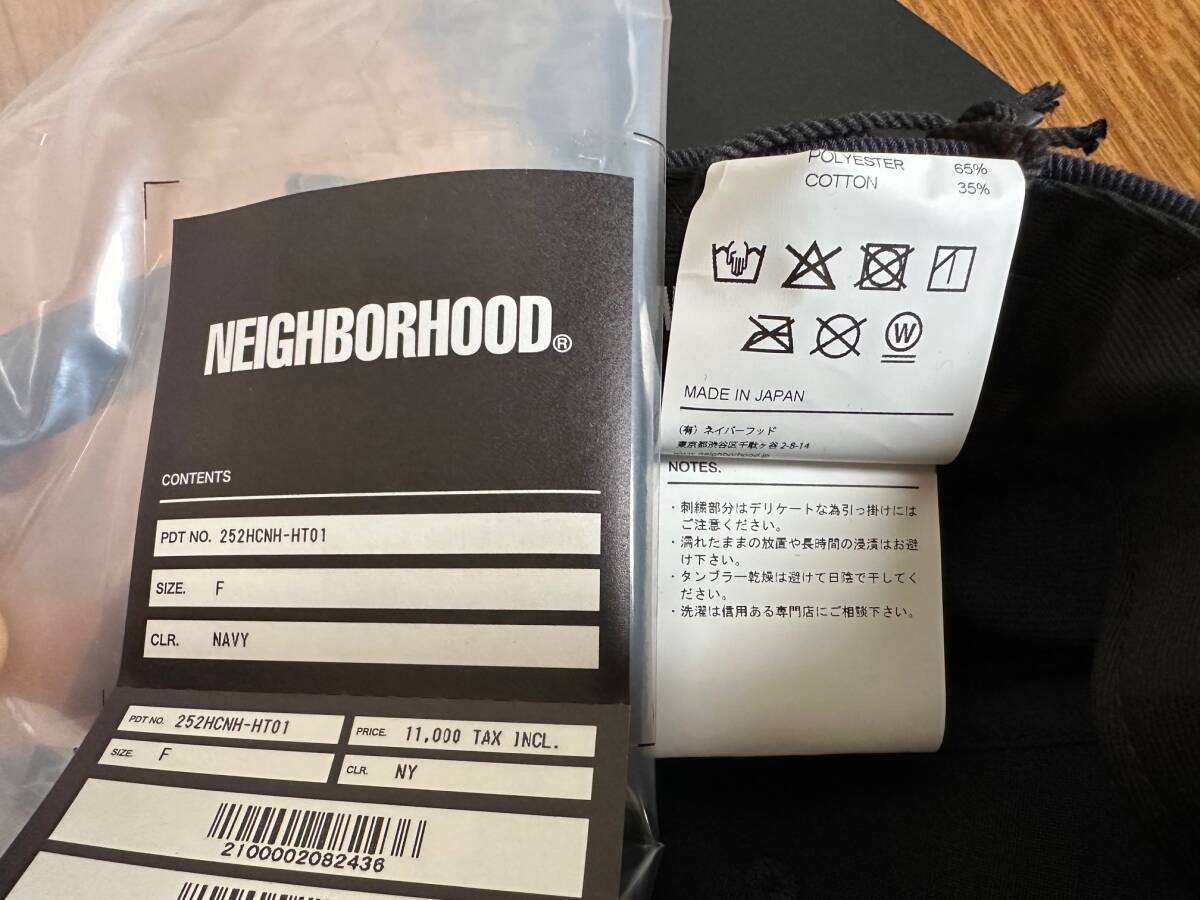 NEIGHBORHOOD®
CONTENTS
PDT NO. 252HCNH-HT01
SIZE. F
CLR. NAVY
PDT NO. 252HCNH-HT01
PRICE. 11,000 TAX INCL.
SIZE. F
CLR. NY
2100002082436
POLYESTER 65%
COTTON 35%
W
MADE IN JAPAN
(有) ネイバーフッド
東京都渋谷区千駄ヶ谷 2-8-14
www.neighborhood.jp
NOTES.
・刺繍部分はデリケートな為引っ掛けには
ご注意ください。
・濡れたままの放置や長時間の浸漬はお避
け下さい。
・タンブラー乾燥は避けて日陰で干してく
ださい。
・洗濯は信用ある専門店にご相談下さい。